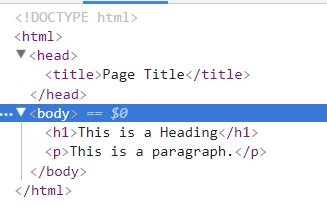 <!DOCTYPE html>
<html>
▼<head>
<title>Page Title</title>
</head>
...▼<body> == $0
<h1>This is a Heading</h1>
<p>This is a paragraph.</p>
</body>
</html>